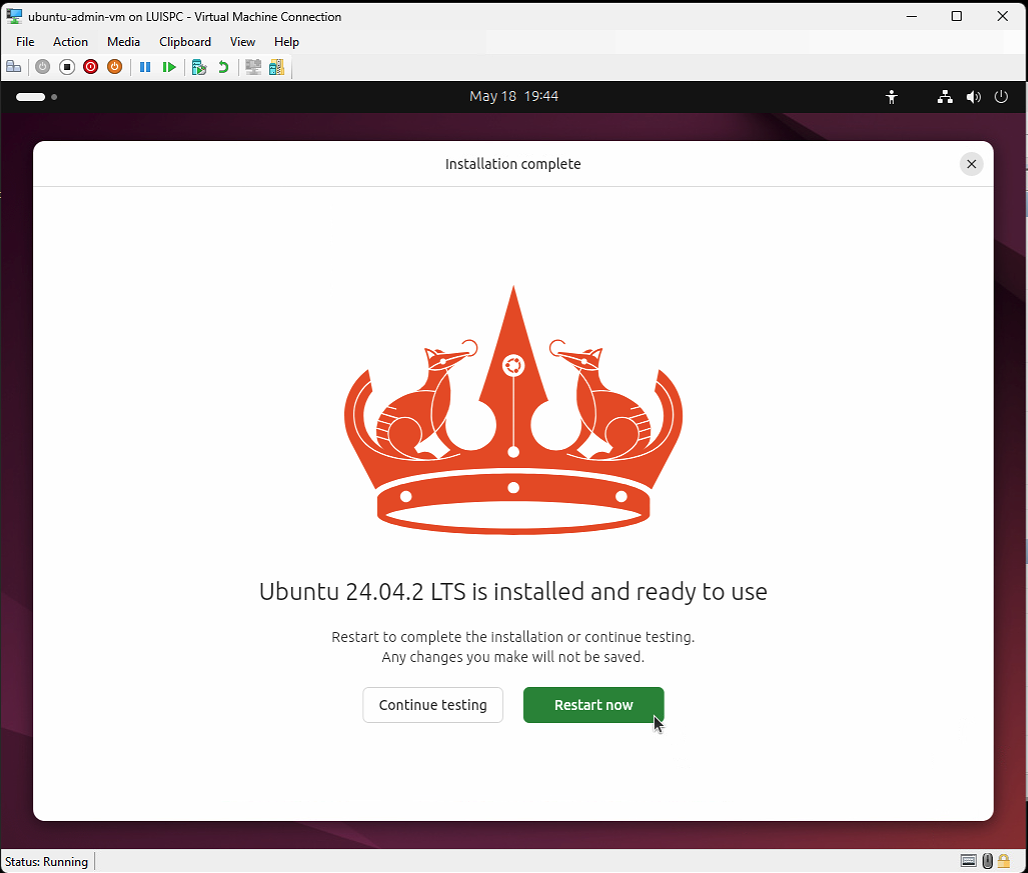 ubuntu-admin-vm on LUISPC - Virtual Machine Connection
File Action Media Clipboard View Help
May 18 19:44
Installation complete
Ubuntu 24.04.2 LTS is installed and ready to use
Restart to complete the installation or continue testing.
Any changes you make will not be saved.
Continue testing Restart now
Status: Running